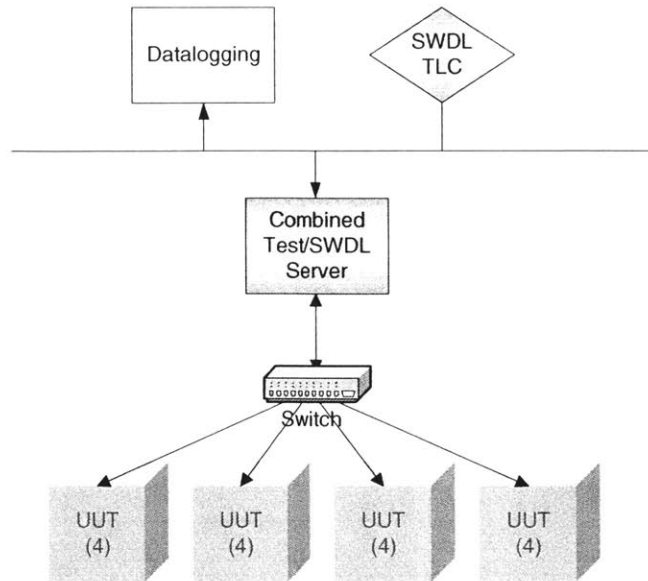 Datalogging
SWDL
TLC
Combined
Test/SWDL
Server
Switch
UUT
(4)
UUT
(4)
UUT
(4)
UUT
(4)